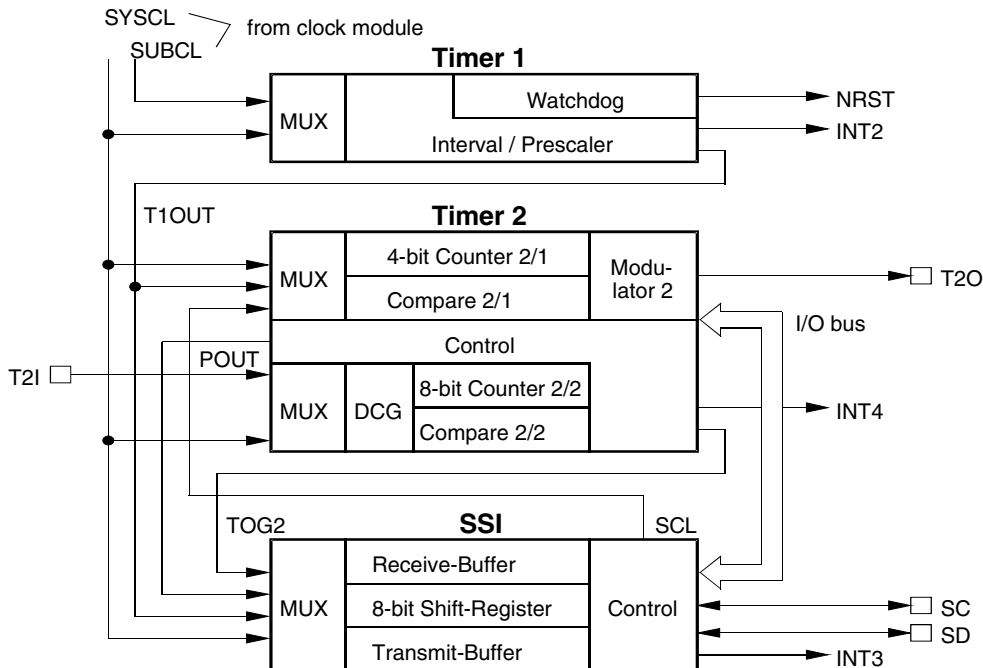 SYSCL
from clock module
SUBCL
Timer 1
Watchdog
NRST
MUX
INT2
Interval / Prescaler
T1OUT
Timer 2
4-bit Counter 2/1
MUX
Modu-
lator 2
T2O
Compare 2/1
I/O bus
Control
POUT
T2I
8-bit Counter 2/2
MUX
DCG
INT4
Compare 2/2
TOG2
SSI
SCL
Receive-Buffer
MUX
8-bit Shift-Register
Control
SC
SD
Transmit-Buffer
INT3